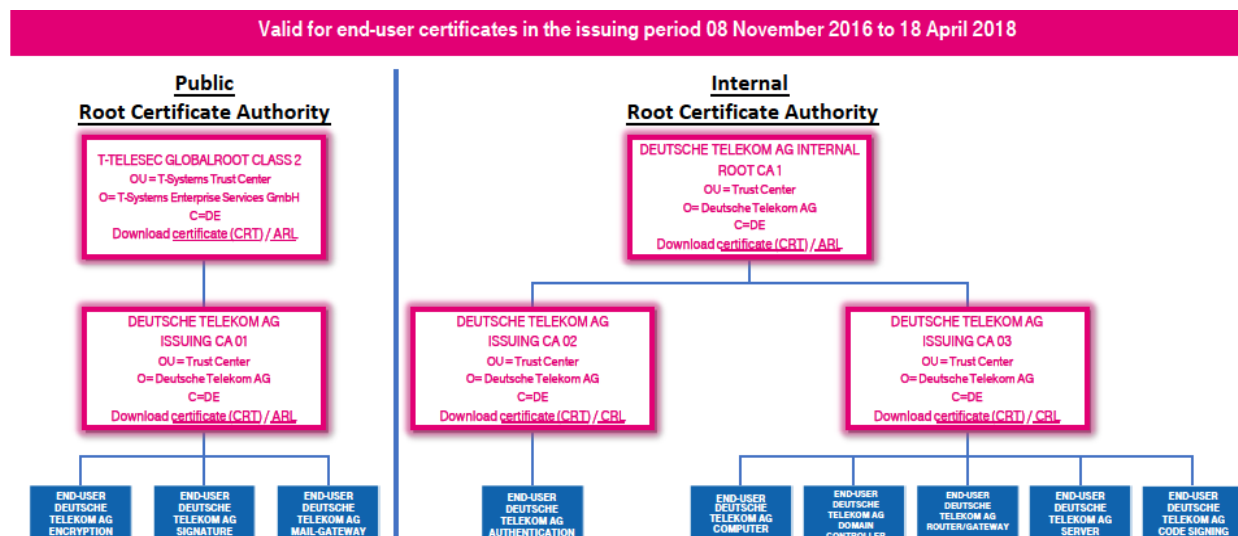 Valid for end-user certificates in the issuing period 08 November 2016 to 18 April 2018
Public
Root Certificate Authority
T-TELESEC GLOBALROOT CLASS 2
OU = T-Systems Trust Center
O= T-Systems Enterprise Services GmbH
C=DE
Download certificate (CRT) / ARL
DEUTSCHE TELEKOM AG
ISSUING CA 01
OU = Trust Center
O= Deutsche Telekom AG
C=DE
Download certificate (CRT) / ARL
END-USER
DEUTSCHE
TELEKOM AG
ENCRYPTION
END-USER
DEUTSCHE
TELEKOM AG
SIGNATURE
END-USER
DEUTSCHE
TELEKOM AG
MAIL-GATEWAY
Internal
Root Certificate Authority
DEUTSCHE TELEKOM AG INTERNAL
ROOT CA 1
OU = Trust Center
O= Deutsche Telekom AG
C=DE
Download certificate (CRT) / ARL
DEUTSCHE TELEKOM AG
ISSUING CA 02
OU = Trust Center
O= Deutsche Telekom AG
C=DE
Download certificate (CRT) / CRL
END-USER
DEUTSCHE
TELEKOM AG
AUTHENTICATION
DEUTSCHE TELEKOM AG
ISSUING CA 03
OU = Trust Center
O= Deutsche Telekom AG
C=DE
Download certificate (CRT) / CRL
END-USER
DEUTSCHE
TELEKOM AG
COMPUTER
END-USER
DEUTSCHE
TELEKOM AG
DOMAIN
CONTROLLER
END-USER
DEUTSCHE
TELEKOM AG
ROUTER/GATEWAY
END-USER
DEUTSCHE
TELEKOM AG
SERVER
END-USER
DEUTSCHE
TELEKOM AG
CODE SIGNING